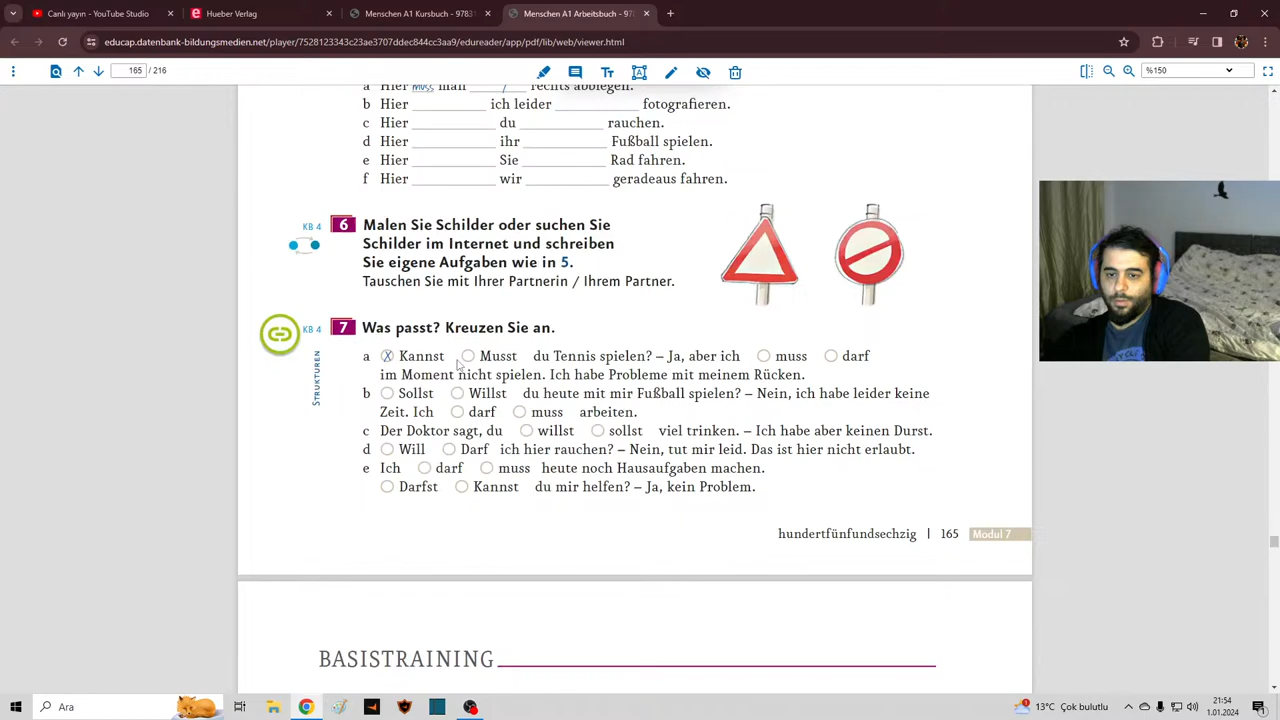 Canlı yayın - YouTube Studio
Hueber Verlag
Menschen A1 Kursbuch - 9783
Menschen A1 Arbeitsbuch - 978
educap.datenbank-bildungsmedien.net/player/7528123343c23ae3707ddec844cc3aa9/edureader/app/pdf/lib/web/viewer.html
165 / 216
%150
a Hier muss man / rechts abbiegen.
b Hier ich leider fotografieren.
c Hier du rauchen.
d Hier ihr Fußball spielen.
e Hier Sie Rad fahren.
f Hier wir geradeaus fahren.
KB 4 6 Malen Sie Schilder oder suchen Sie
Schilder im Internet und schreiben
Sie eigene Aufgaben wie in 5.
Tauschen Sie mit Ihrer Partnerin / Ihrem Partner.
KB 4 7 Was passt? Kreuzen Sie an.
STRUKTUREN
a X Kannst Musst du Tennis spielen? – Ja, aber ich muss darf
im Moment nicht spielen. Ich habe Probleme mit meinem Rücken.
b Sollst Willst du heute mit mir Fußball spielen? – Nein, ich habe leider keine
Zeit. Ich darf muss arbeiten.
c Der Doktor sagt, du willst sollst viel trinken. – Ich habe aber keinen Durst.
d Will Darf ich hier rauchen? – Nein, tut mir leid. Das ist hier nicht erlaubt.
e Ich darf muss heute noch Hausaufgaben machen.
Darfst Kannst du mir helfen? – Ja, kein Problem.
hundertfünfundsechzig | 165 Modul 7
BASISTRAINING
Ara
13°C Çok bulutlu
21:54
1.01.2024